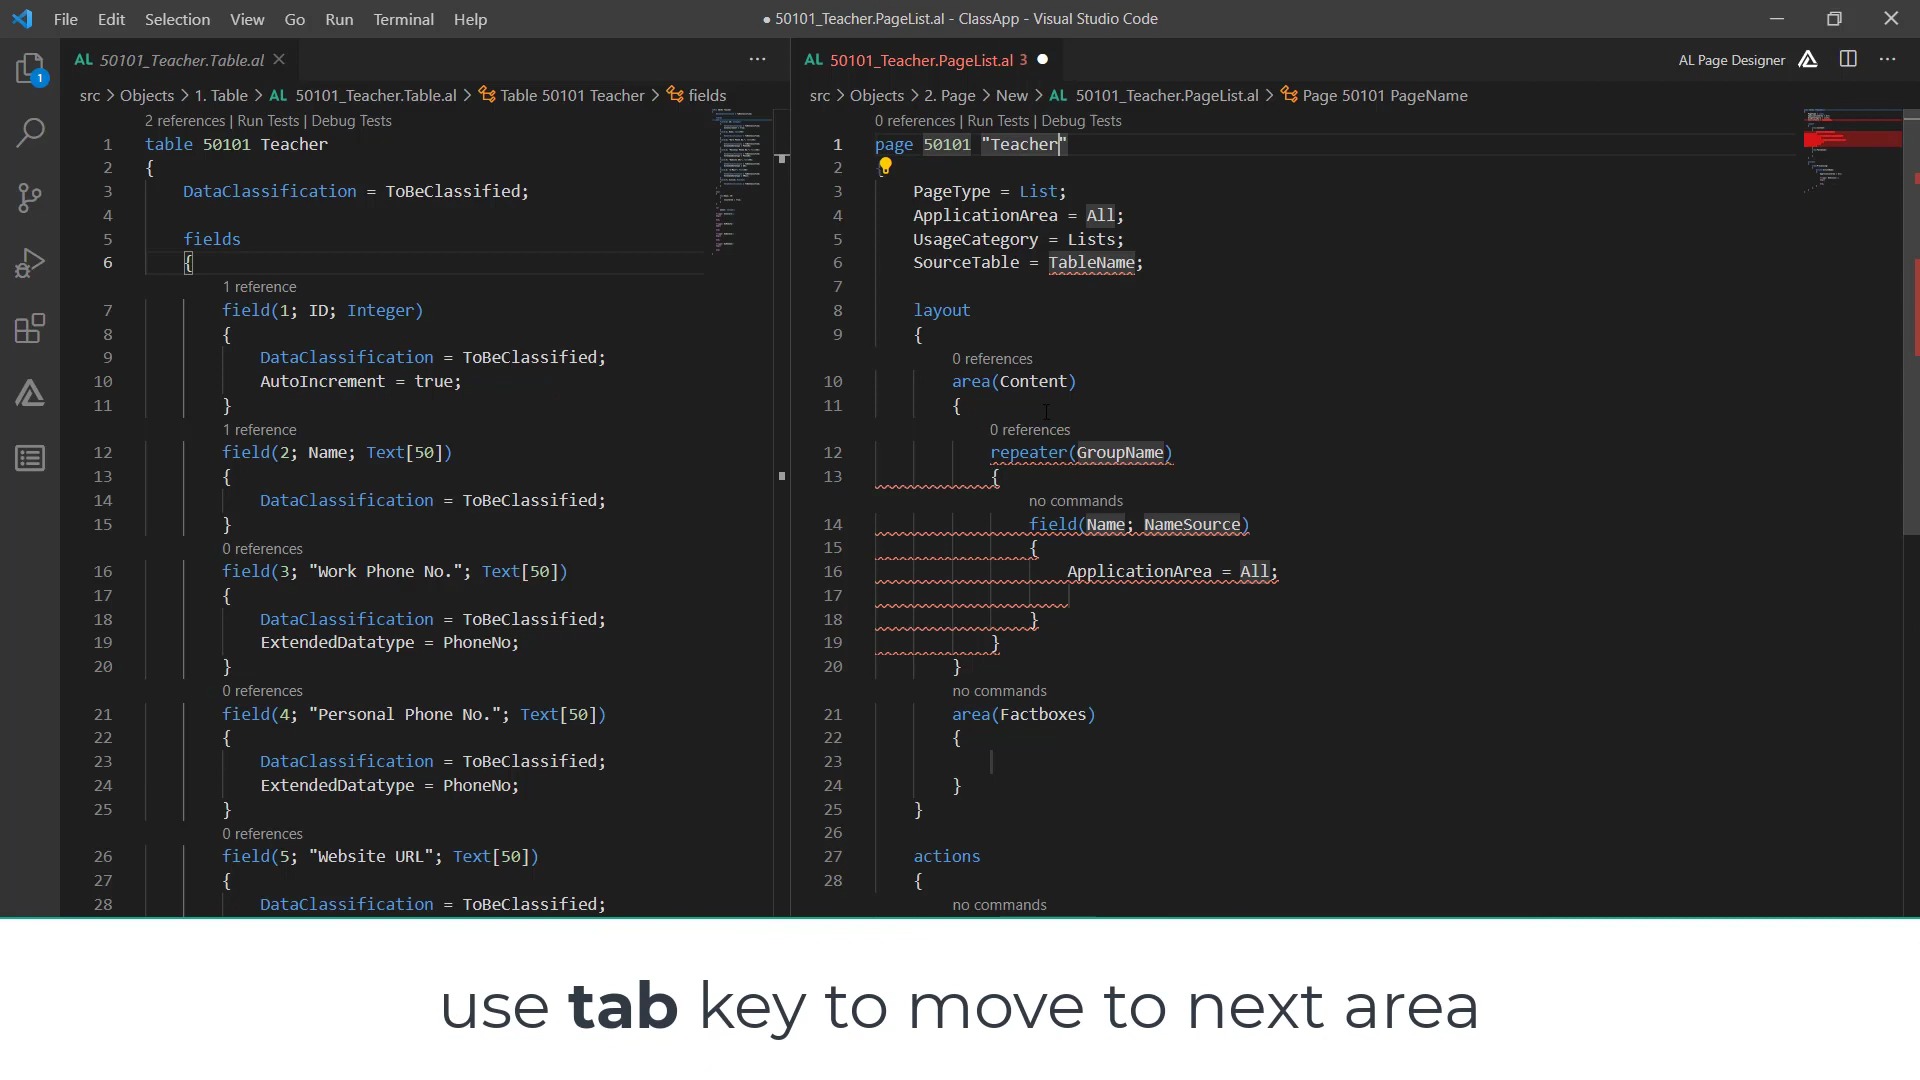 File Edit Selection View Go Run Terminal Help
● 50101_Teacher.PageList.al - ClassApp - Visual Studio Code
1
AL 50101_Teacher.Table.al
src > Objects > 1. Table > AL 50101_Teacher.Table.al > Table 50101 Teacher > fields
2 references | Run Tests | Debug Tests
1 table 50101 Teacher
2 {
3 DataClassification = ToBeClassified;
4
5 fields
6 {
1 reference
7 field(1; ID; Integer)
8 {
9 DataClassification = ToBeClassified;
10 AutoIncrement = true;
11 }
1 reference
12 field(2; Name; Text[50])
13 {
14 DataClassification = ToBeClassified;
15 }
0 references
16 field(3; "Work Phone No."; Text[50])
17 {
18 DataClassification = ToBeClassified;
19 ExtendedDatatype = PhoneNo;
20 }
0 references
21 field(4; "Personal Phone No."; Text[50])
22 {
23 DataClassification = ToBeClassified;
24 ExtendedDatatype = PhoneNo;
25 }
0 references
26 field(5; "Website URL"; Text[50])
27 {
28 DataClassification = ToBeClassified;
AL 50101_Teacher.PageList.al 3 ●
AL Page Designer
src > Objects > 2. Page > New > AL 50101_Teacher.PageList.al > Page 50101 PageName
0 references | Run Tests | Debug Tests
1 page 50101 "Teacher"
2
3 PageType = List;
4 ApplicationArea = All;
5 UsageCategory = Lists;
6 SourceTable = TableName;
7
8 layout
9 {
0 references
10 area(Content)
11 {
0 references
12 repeater(GroupName)
13 {
no commands
14 field(Name; NameSource)
15 {
16 ApplicationArea = All;
17
18 }
19 }
20 }
no commands
21 area(Factboxes)
22 {
23
24 }
25 }
26
27 actions
28 {
no commands
use tab key to move to next area